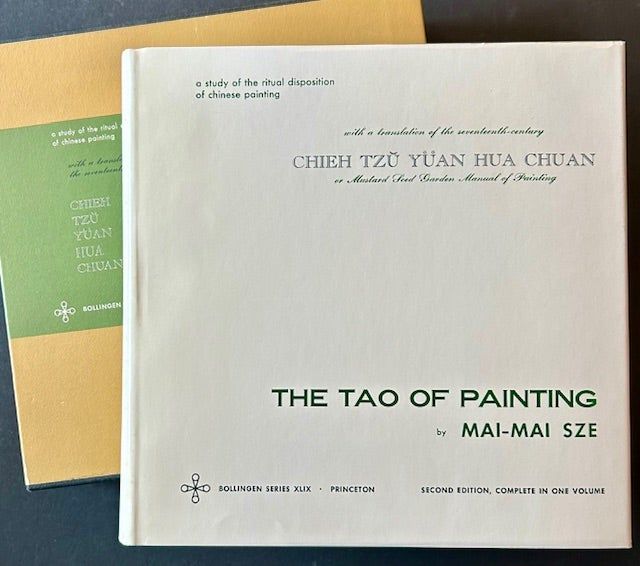 a study of the ritual disposition
of chinese painting
with a translation of the seventeenth-century
CHIEH TZŬ YÜAN HUA CHUAN
or Mustard Seed Garden Manual of Painting
THE TAO OF PAINTING
by MAI-MAI SZE
BOLLINGEN SERIES XLIX · PRINCETON
SECOND EDITION, COMPLETE IN ONE VOLUME
a study of the ritual
of chinese painting
with a
the
CHIEH
TZŬ
YÜAN
HUA
CHUAN
BOLLINGEN